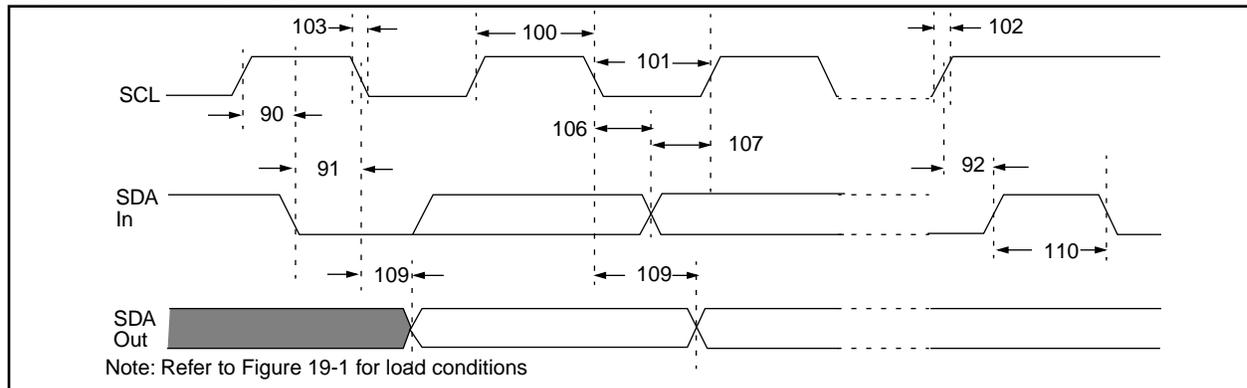 103
100
102
101
SCL
90
106
107
91
92
SDA
In
109
109
110
SDA
Out
Note: Refer to Figure 19-1 for load conditions